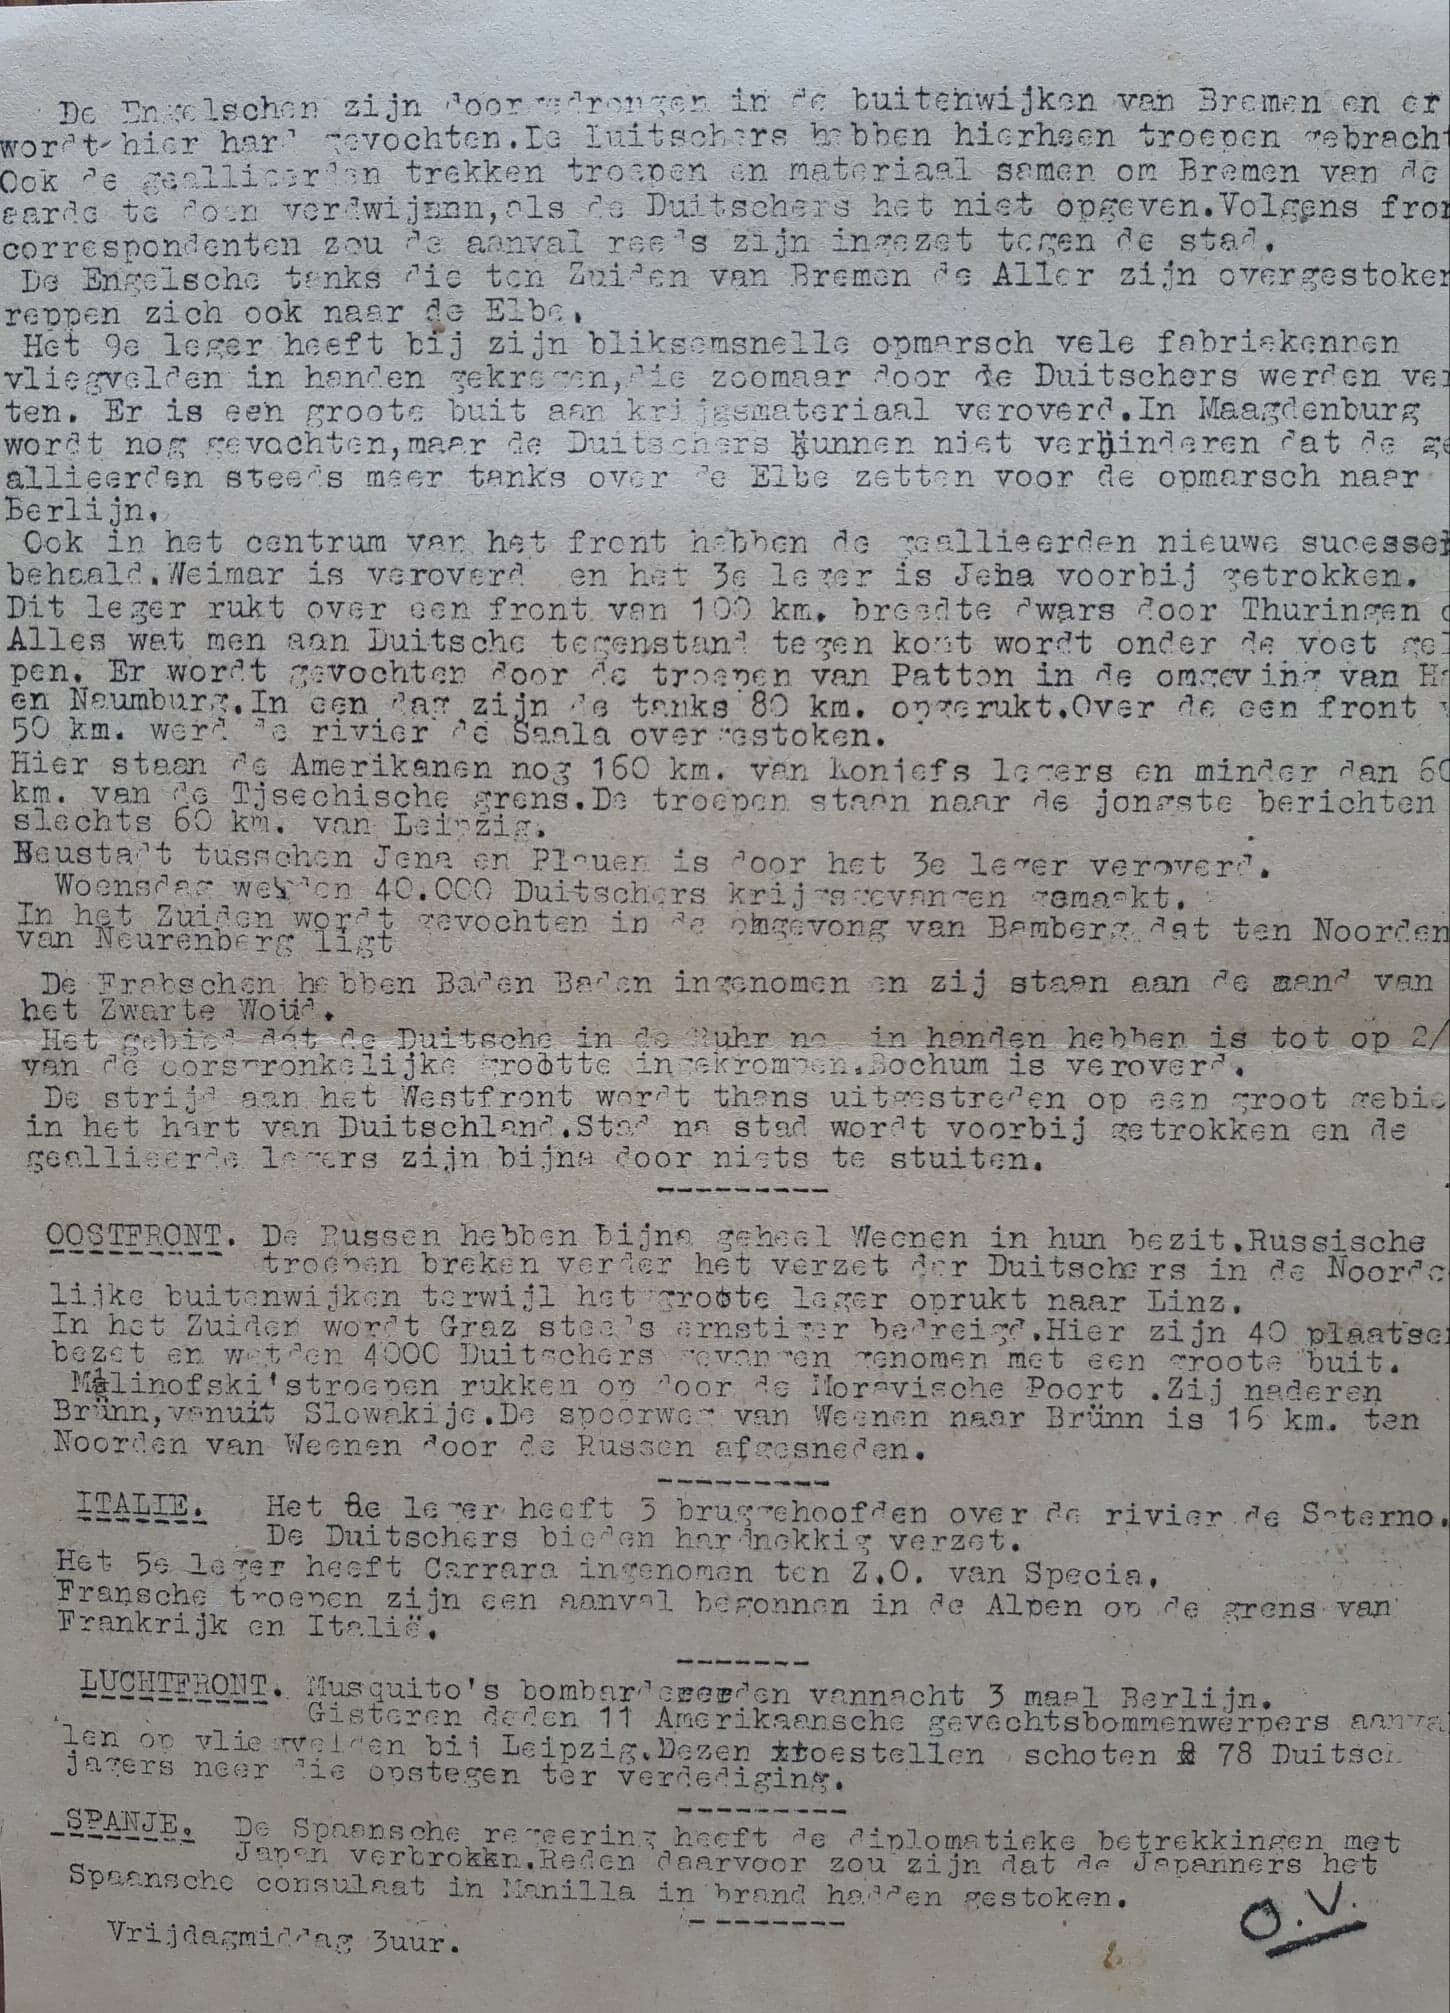 De Engelschen zijn doorgedrongen in de buitenwijken van Bremen en er
wordt hier hard gevochten.De Duitschers hebben hierheen troepen gebracht
Ook de geallieerden trekken troepen en materiaal samen om Bremen van de
aarde te doen verdwijnnn,als de Duitschers het niet opgeven.Volgens fron
correspondenten zou de aanval reeds zijn ingezet tegen de stad.
De Engelsche tanks die ten Zuiden van Bremen de Aller zijn overgestoken
reppen zich ook naar de Elbe.
Het 9e leger heeft bij zijn bliksemsnelle opmarsch vele fabrieken en
vliegvelden in handen gekregen,die zoomaar door de Duitschers werden ver
ten. Er is een groote buit aan krijgsmateriaal veroverd.In Maagdenburg
wordt nog gevochten,maar de Duitschers kunnen niet verhinderen dat de ge
allieerden steeds meer tanks over de Elbe zetten voor de opmarsch naar
Berlijn.
Ook in het centrum van het front hebben de geallieerden nieuwe sucessen
behaald.Weimar is veroverd en het 3e leger is Jena voorbij getrokken.
Dit leger rukt over een front van 100 km. breedte dwars door Thuringen o
Alles wat men aan Duitsche tegenstand tegen komt wordt onder de voet gel
pen. Er wordt gevochten door de troepen van Patton in de omgeving van Ha
en Naumburg.In een dag zijn de tanks 80 km. opgerukt.Over de een front v
50 km. werd de rivier de Saala overgestoken.
Hier staan de Amerikanen nog 160 km. van koniefs legers en minder dan 60
km. van de Tjsechische grens.De troepen staan naar de jongste berichten
slechts 60 km. van Leipzig.
Neustadt tusschen Jena en Plauen is door het 3e leger veroverd.
Woensdag werden 40.000 Duitschers krijgsgevangen gemaakt.
In het Zuiden wordt gevochten in de omgevong van Bamberg dat ten Noorden
van Neurenberg ligt
De Franschen hebben Baden Baden ingenomen en zij staan aan de rand van
het Zwarte Woud.
Het gebied dat de Duitsche in de Ruhr no in handen hebben is tot op 2/
van de oorspronkelijke grootte ingekrompen.Bochum is veroverd.
De strijd aan het Westfront wordt thans uitgestreden op een groot gebie
in het hart van Duitschland.Stad na stad wordt voorbij getrokken en de
geallieerde legers zijn bijna door niets te stuiten.
---------
OOSTFRONT. De Russen hebben bijna geheel Weenen in hun bezit.Russische
troepen breken verder het verzet der Duitschers in de Noorde
lijke buitenwijken terwijl het groote leger oprukt naar Linz.
In het Zuiden wordt Graz steeds ernstiger bedreigd.Hier zijn 40 plaatsen
bezet en werden 4000 Duitschers gevangen genomen met een groote buit.
Malinofski'stroepen rukken op door de Moravische Poort .Zij naderen
Brünn,vanuit Slowakije.De spoorweg van Weenen naar Brünn is 16 km. ten
Noorden van Weenen door de Russen afgesneden.
---------
ITALIE. Het 8e leger heeft 3 bruggehoofden over de rivier de Saterno.
De Duitschers bieden hardnekkig verzet.
Het 5e leger heeft Carrara ingenomen ten Z.O. van Specia.
Fransche troepen zijn een aanval begonnen in de Alpen op de grens van
Frankrijk en Italië.
-------
LUCHTFRONT. Musquito's bombardeerden vannacht 3 maal Berlijn.
Gisteren deden 11 Amerikaansche gevechtsbommenwerpers aanva
len op vliegvelden bij Leipzig.Dezen toestellen schoten 78 Duitsch
jagers neer die opstegen ter verdediging.
---------
SPANJE. De Spaansche regeering heeft de diplomatieke betrekkingen met
Japan verbrokkn.Reden daarvoor zou zijn dat de Japanners het
Spaansche consulaat in Manilla in brand hadden gestoken.
--------
O.V.
Vrijdagmiddag 3uur.